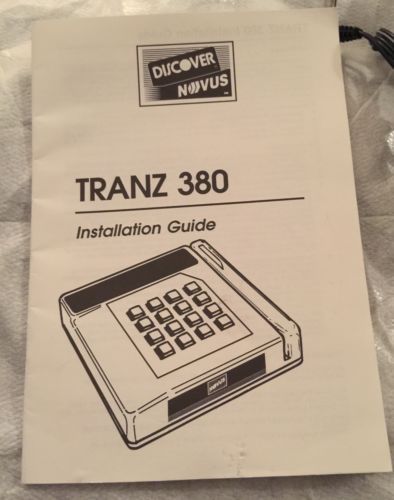 DISCOVER
NOVUS
TRANZ 380
Installation Guide
NOVUS